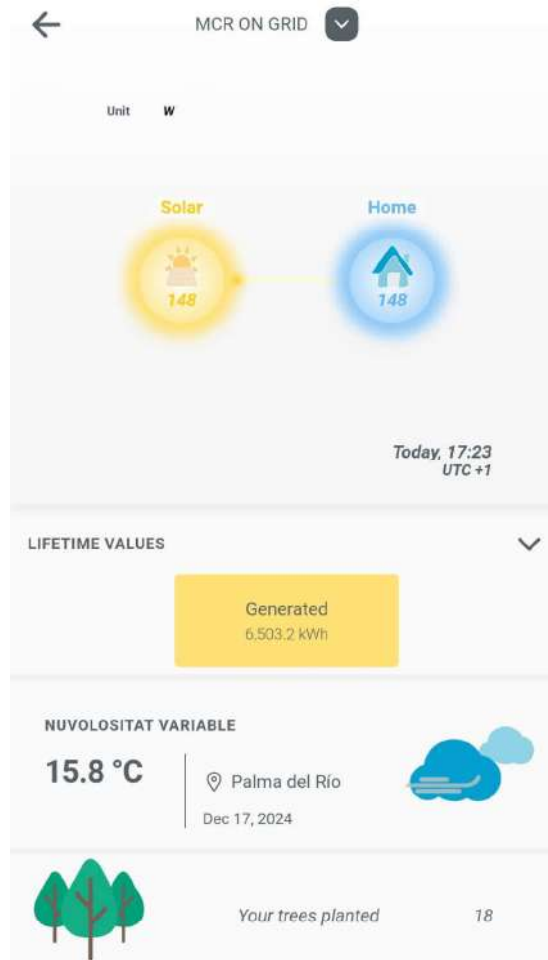 MCR ON GRID
Unit W
Solar Home
148 148
Today, 17:23
UTC +1
LIFETIME VALUES
Generated
6,503.2 kWh
NUVOLOSITAT VARIABLE
15.8 °C
Palma del Río
Dec 17, 2024
Your trees planted 18